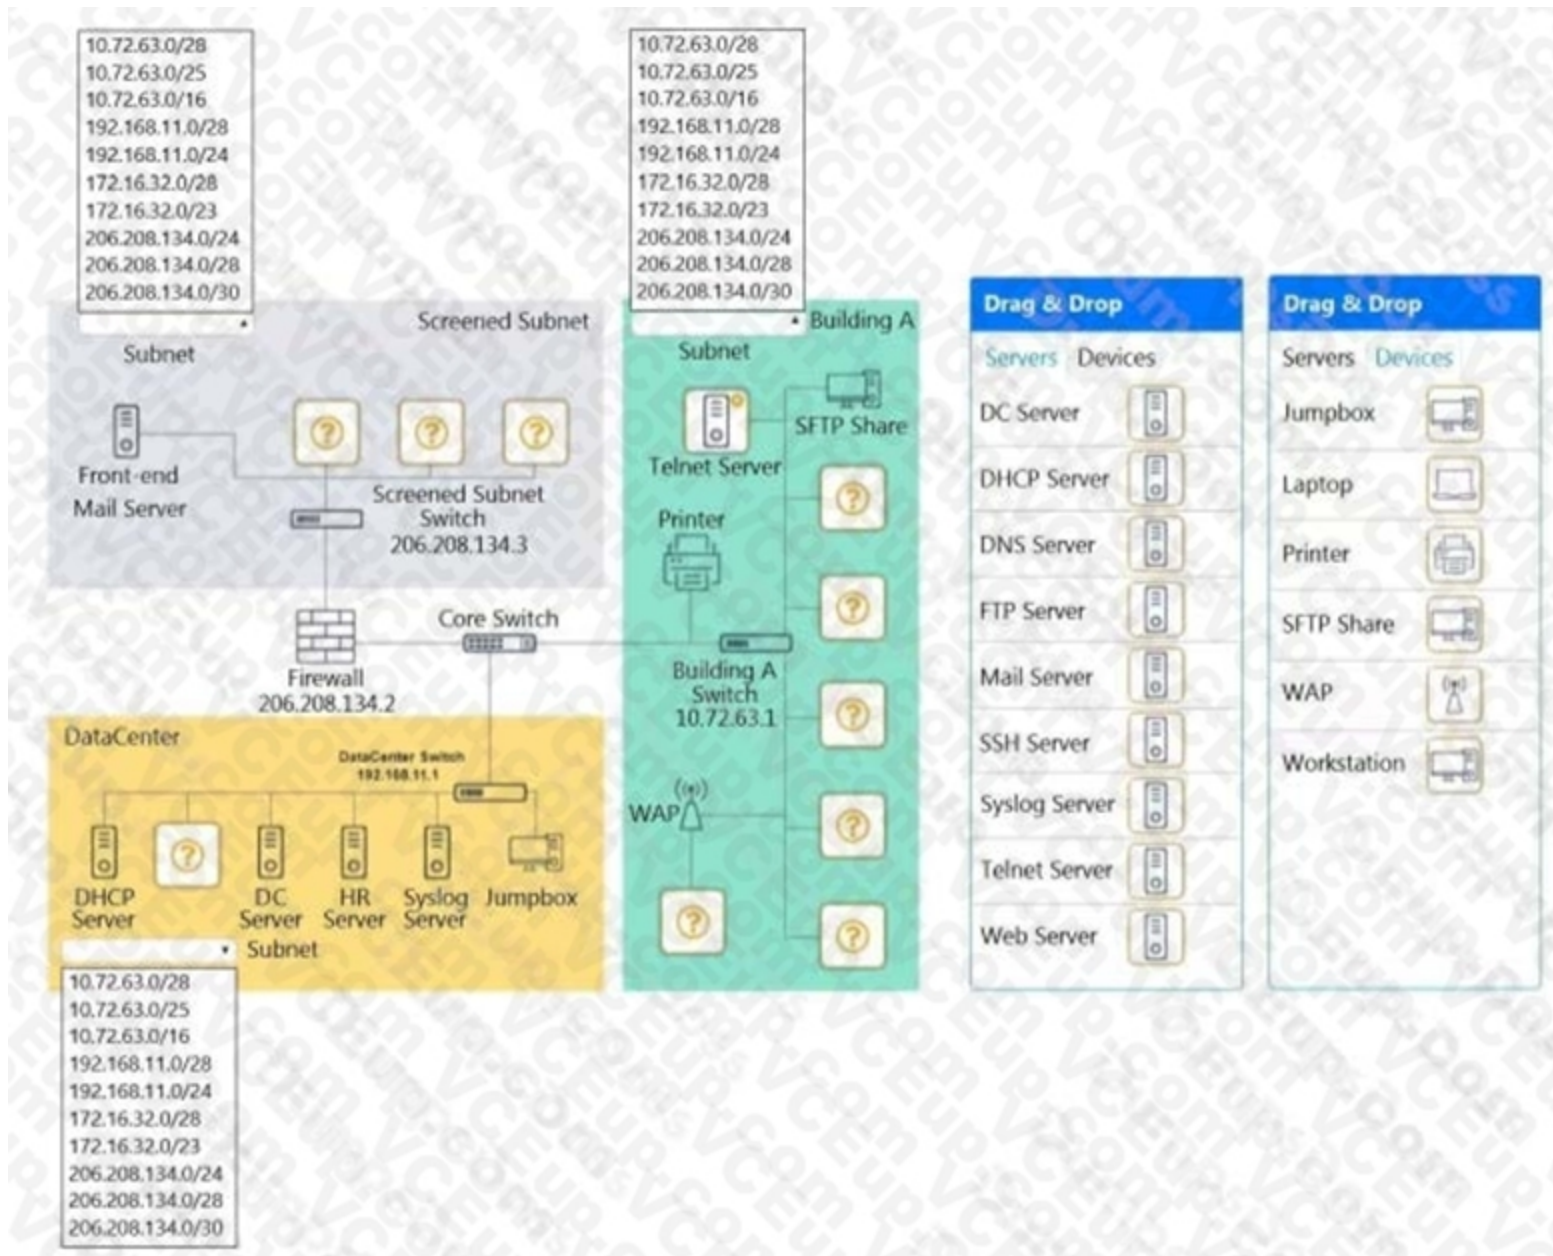 10.72.63.0/28
10.72.63.0/25
10.72.63.0/16
192.168.11.0/28
192.168.11.0/24
172.16.32.0/28
172.16.32.0/23
206.208.134.0/24
206.208.134.0/28
206.208.134.0/30
Screened Subnet
Subnet
Front-end
Mail Server
?
?
?
Screened Subnet
Switch
206.208.134.3
Firewall
206.208.134.2
Core Switch
10.72.63.0/28
10.72.63.0/25
10.72.63.0/16
192.168.11.0/28
192.168.11.0/24
172.16.32.0/28
172.16.32.0/23
206.208.134.0/24
206.208.134.0/28
206.208.134.0/30
Building A
Subnet
Telnet Server
SFTP Share
Printer
?
?
Building A
Switch
10.72.63.1
?
WAP
?
?
?
DataCenter
DataCenter Switch
192.168.11.1
DHCP
Server
?
DC
Server
HR
Server
Syslog
Server
Jumpbox
Subnet
10.72.63.0/28
10.72.63.0/25
10.72.63.0/16
192.168.11.0/28
192.168.11.0/24
172.16.32.0/28
172.16.32.0/23
206.208.134.0/24
206.208.134.0/28
206.208.134.0/30
Drag & Drop
Servers Devices
DC Server
DHCP Server
DNS Server
FTP Server
Mail Server
SSH Server
Syslog Server
Telnet Server
Web Server
Drag & Drop
Servers Devices
Jumpbox
Laptop
Printer
SFTP Share
WAP
Workstation